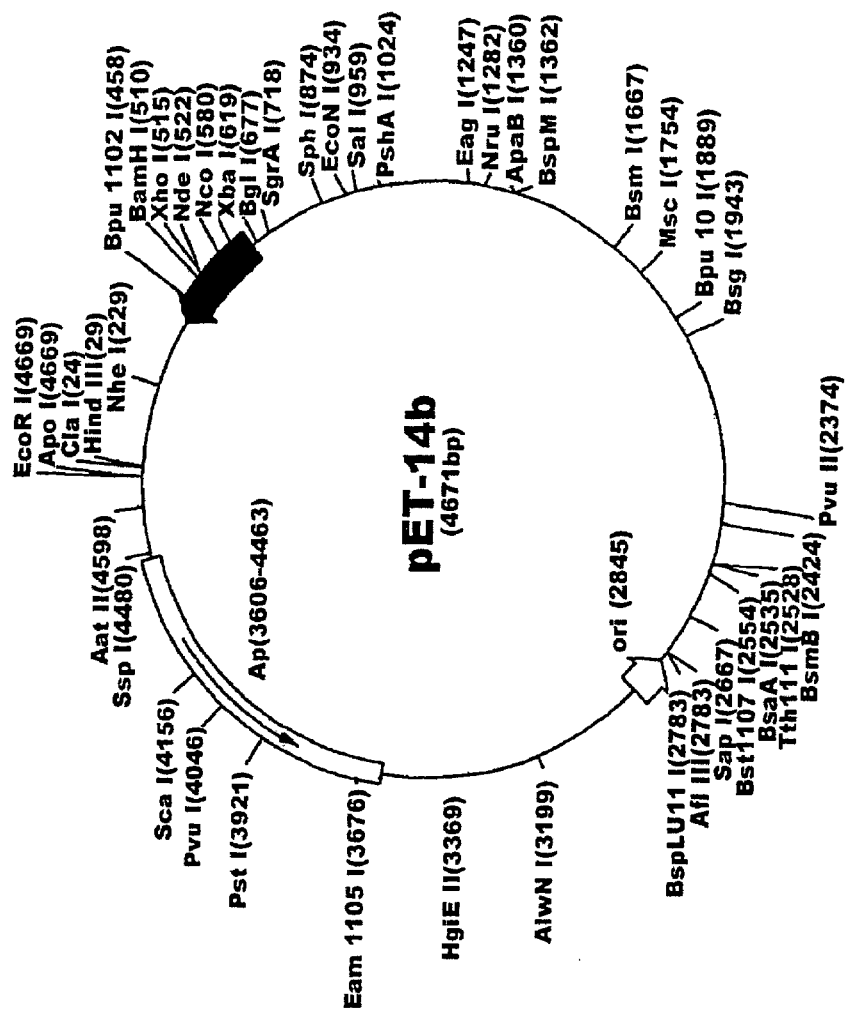 EcoR I(4669)
Apo I(4669)
Cla I(24)
Hind III(29)
Nhe I(229)
Bpu 1102 I(458)
BamH I(510)
Xho I(515)
Nde I(522)
Nco I(580)
Xba I(619)
Bgl I(677)
SgrA I(718)
Sph I(874)
EcoN I(934)
Sal I(959)
PshA I(1024)
Eag I(1247)
Nru I(1282)
ApaB I(1360)
BspM I(1362)
Bsm I(1667)
Msc I(1754)
Bpu 10 I(1889)
Bsg I(1943)
Pvu II(2374)
BsmB I(2424)
Tth111 I(2528)
BsaA I(2535)
Bst1107 I(2554)
Sap I(2667)
Afl III(2783)
BspLU11 I(2783)
AlwN I(3199)
HgiE II(3369)
Eam 1105 I(3676)
Pst I(3921)
Pvu I(4046)
Sca I(4156)
Ssp I(4480)
Aat II(4598)
Ap(3606-4463)
pET-14b
(4671bp)
ori (2845)